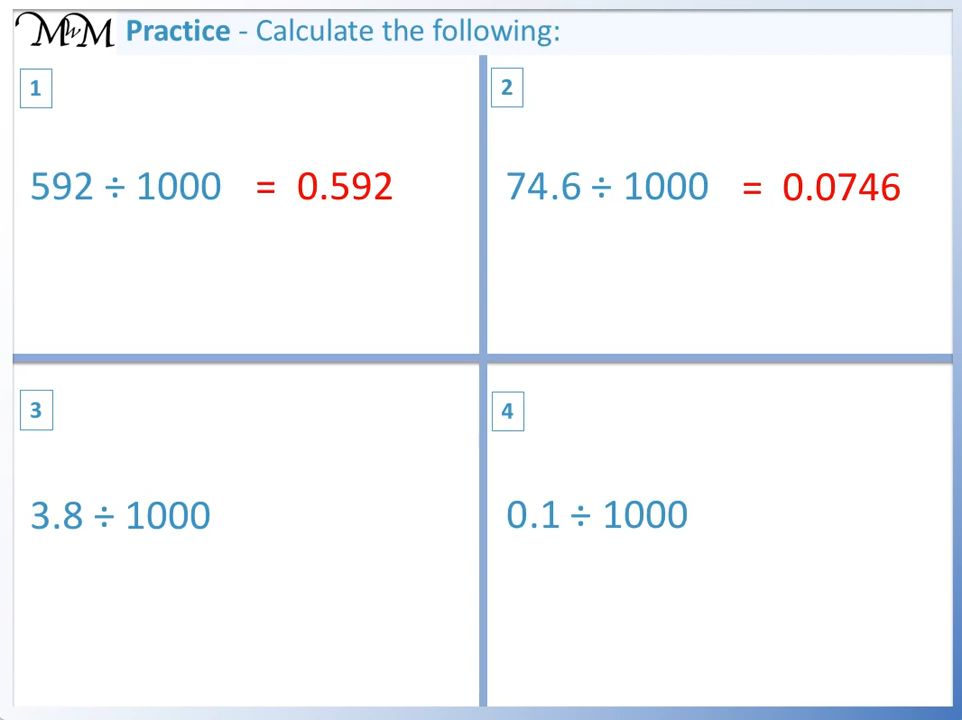 MwM Practice - Calculate the following:
1
592 ÷ 1000 = 0.592
2
74.6 ÷ 1000 = 0.0746
3
3.8 ÷ 1000
4
0.1 ÷ 1000